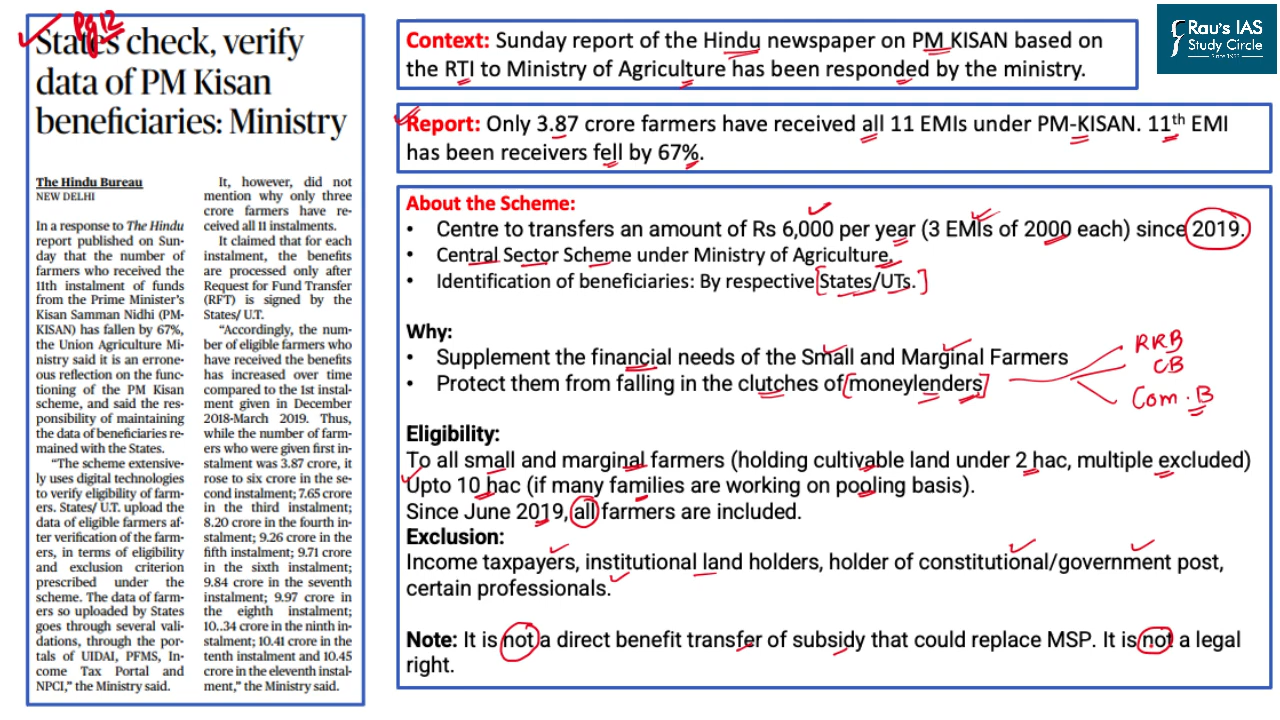 Pg 12
States check, verify
data of PM Kisan
beneficiaries: Ministry
The Hindu Bureau
NEW DELHI
In a response to The Hindu
report published on Sun-
day that the number of
farmers who received the
11th instalment of funds
from the Prime Minister's
Kisan Samman Nidhi (PM-
KISAN) has fallen by 67%,
the Union Agriculture Mi-
nistry said it is an errone-
ous reflection on the func-
tioning of the PM Kisan
scheme, and said the res-
ponsibility of maintaining
the data of beneficiaries re-
mained with the States.
"The scheme extensive-
ly uses digital technologies
to verify eligibility of farm-
ers. States/ U.T. upload the
data of eligible farmers af-
ter verification of the farm-
ers, in terms of eligibility
and exclusion criterion
prescribed under the
scheme. The data of farm-
ers so uploaded by States
goes through several vali-
dations, through the por-
tals of UIDAI, PFMS, In-
come Tax Portal and
NPCI," the Ministry said.
It, however, did not
mention why only three
crore farmers have re-
ceived all 11 instalments.
It claimed that for each
instalment, the benefits
are processed only after
Request for Fund Transfer
(RFT) is signed by the
States/ U.T.
"Accordingly, the num-
ber of eligible farmers who
have received the benefits
has increased over time
compared to the 1st instal-
ment given in December
2018-March 2019. Thus,
while the number of farm-
ers who were given first in-
stalment was 3.87 crore, it
rose to six crore in the se-
cond instalment; 7.65 crore
in the third instalment;
8.20 crore in the fourth in-
stalment; 9.26 crore in the
fifth instalment; 9.71 crore
in the sixth instalment;
9.84 crore in the seventh
instalment; 9.97 crore in
the eighth instalment;
10..34 crore in the ninth in-
stalment; 10.41 crore in the
tenth instalment and 10.45
crore in the eleventh instal-
ment," the Ministry said.
Context: Sunday report of the Hindu newspaper on PM KISAN based on
the RTI to Ministry of Agriculture has been responded by the ministry.
Rau's IAS
Study Circle
Since 1953
Report: Only 3.87 crore farmers have received all 11 EMIs under PM-KISAN. 11th EMI
has been receivers fell by 67%.
About the Scheme:
• Centre to transfers an amount of Rs 6,000 per year (3 EMIs of 2000 each) since 2019.
• Central Sector Scheme under Ministry of Agriculture.
• Identification of beneficiaries: By respective States/UTs.
Why:
• Supplement the financial needs of the Small and Marginal Farmers
• Protect them from falling in the clutches of moneylenders
RRB
CB
Com. B
Eligibility:
To all small and marginal farmers (holding cultivable land under 2 hac, multiple excluded)
Upto 10 hac (if many families are working on pooling basis).
Since June 2019, all farmers are included.
Exclusion:
Income taxpayers, institutional land holders, holder of constitutional/government post,
certain professionals.
Note: It is not a direct benefit transfer of subsidy that could replace MSP. It is not a legal
right.